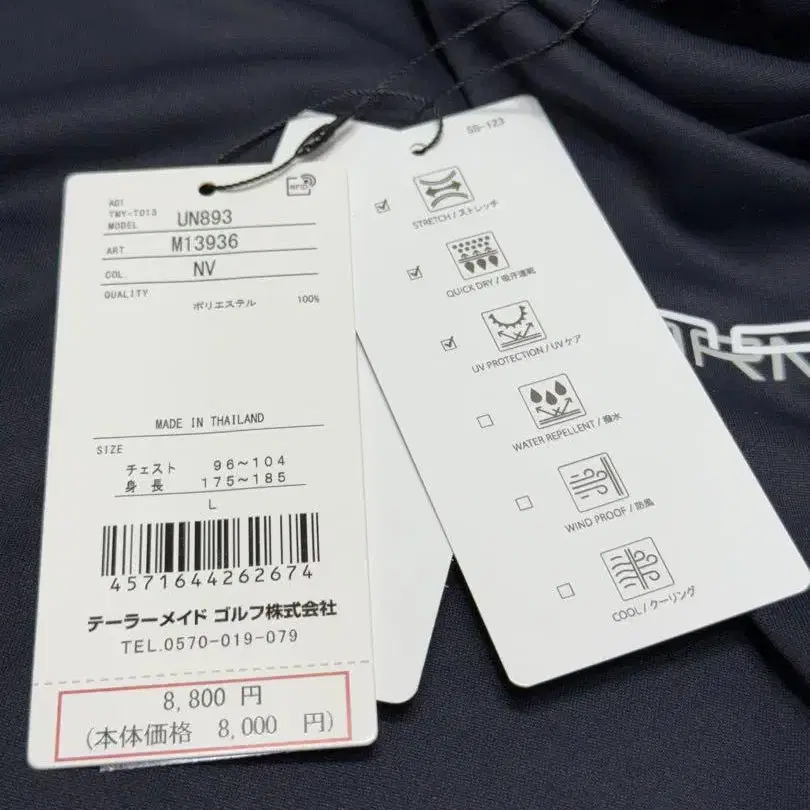 RFID
AD1
TMY-T013
MODEL UN893
ART M13936
COL. NV
QUALITY
ポリエステル 100%
MADE IN THAILAND
SIZE
チェスト 96~104
身 長 175~185
L
4571644262674
テーラーメイド ゴルフ株式会社
TEL.0570-019-079
8,800 円
(本体価格 8,000 円)
SS-123
STRETCH / ストレッチ
QUICK DRY / 吸汗速乾
UV PROTECTION / UV ケア
WATER REPELLENT / 撥水
WIND PROOF / 防風
COOL / クーリング